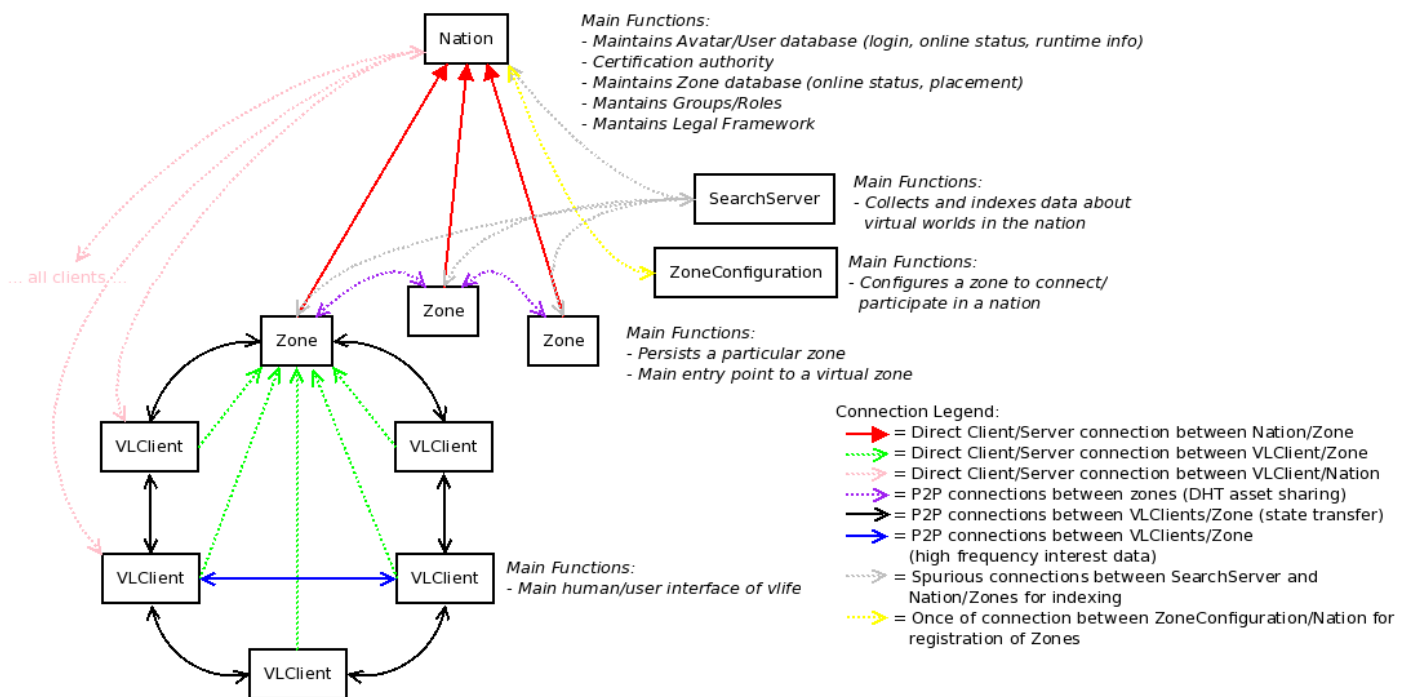 Nation
Main Functions:
- Maintains Avatar/User database (login, online status, runtime info)
- Certification authority
- Maintains Zone database (online status, placement)
- Mantains Groups/Roles
- Mantains Legal Framework
SearchServer
Main Functions:
- Collects and indexes data about
virtual worlds in the nation
ZoneConfiguration
Main Functions:
- Configures a zone to connect/
participate in a nation
... all clients ...
Zone
Zone
Zone
Main Functions:
- Persists a particular zone
- Main entry point to a virtual zone
VLClient
VLClient
VLClient
VLClient
VLClient
Main Functions:
- Main human/user interface of vlife
Connection Legend:
= Direct Client/Server connection between Nation/Zone
= Direct Client/Server connection between VLClient/Zone
= Direct Client/Server connection between VLClient/Nation
= P2P connections between zones (DHT asset sharing)
= P2P connections between VLClients/Zone (state transfer)
= P2P connections between VLClients/Zone
(high frequency interest data)
= Spurious connections between SearchServer and
Nation/Zones for indexing
= Once of connection between ZoneConfiguration/Nation for
registration of Zones